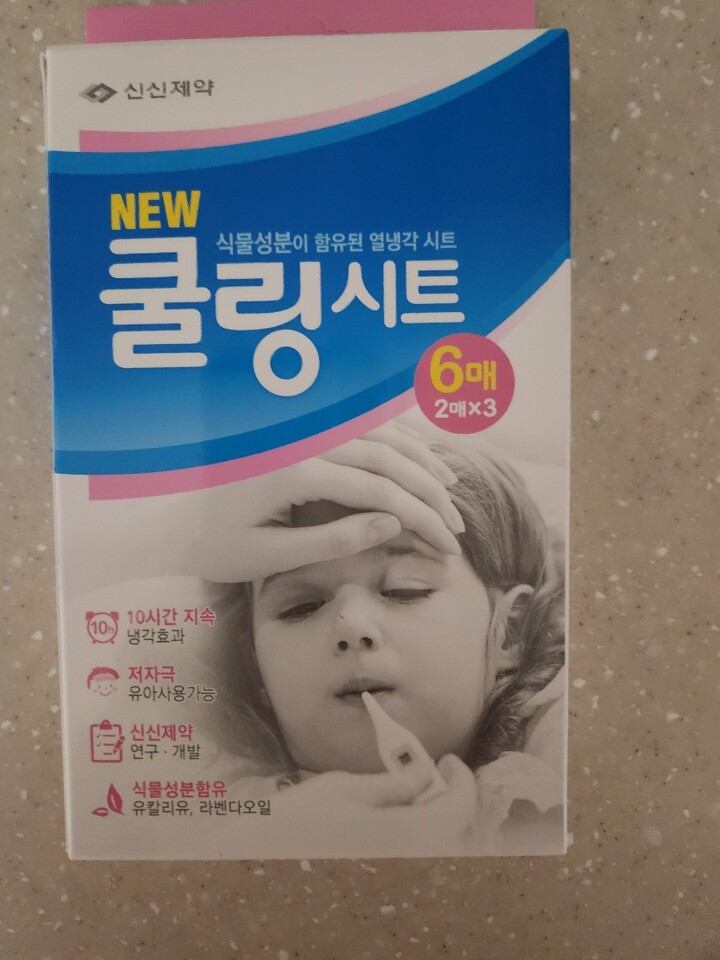 신신제약
NEW
식물성분이 함유된 열냉각 시트
쿨링시트
6매
2매×3
10h
10시간 지속
냉각효과
저자극
유아사용가능
신신제약
연구·개발
식물성분함유
유칼리유, 라벤다오일